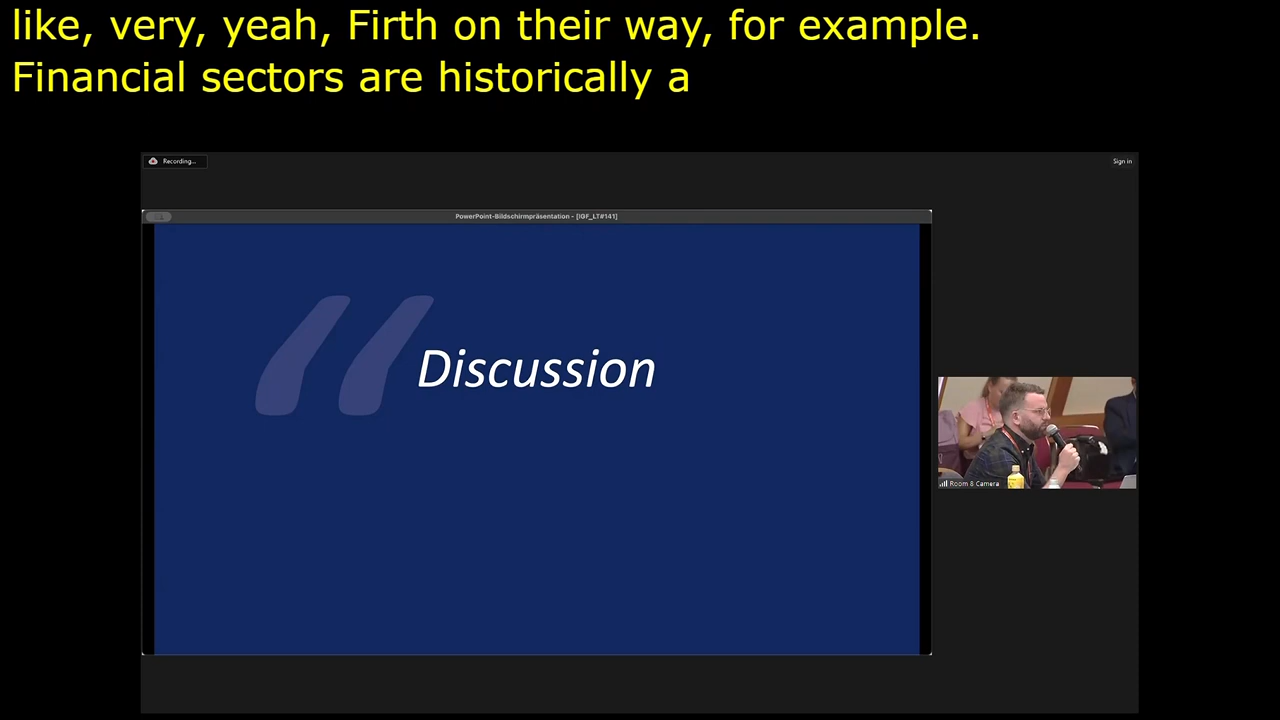 like, very, yeah, Firth on their way, for example.
Financial sectors are historically a
Recording...
Sign in
PowerPoint-Bildschirmpräsentation - [IGF_LT#141]
“
Discussion
Room 8 Camera